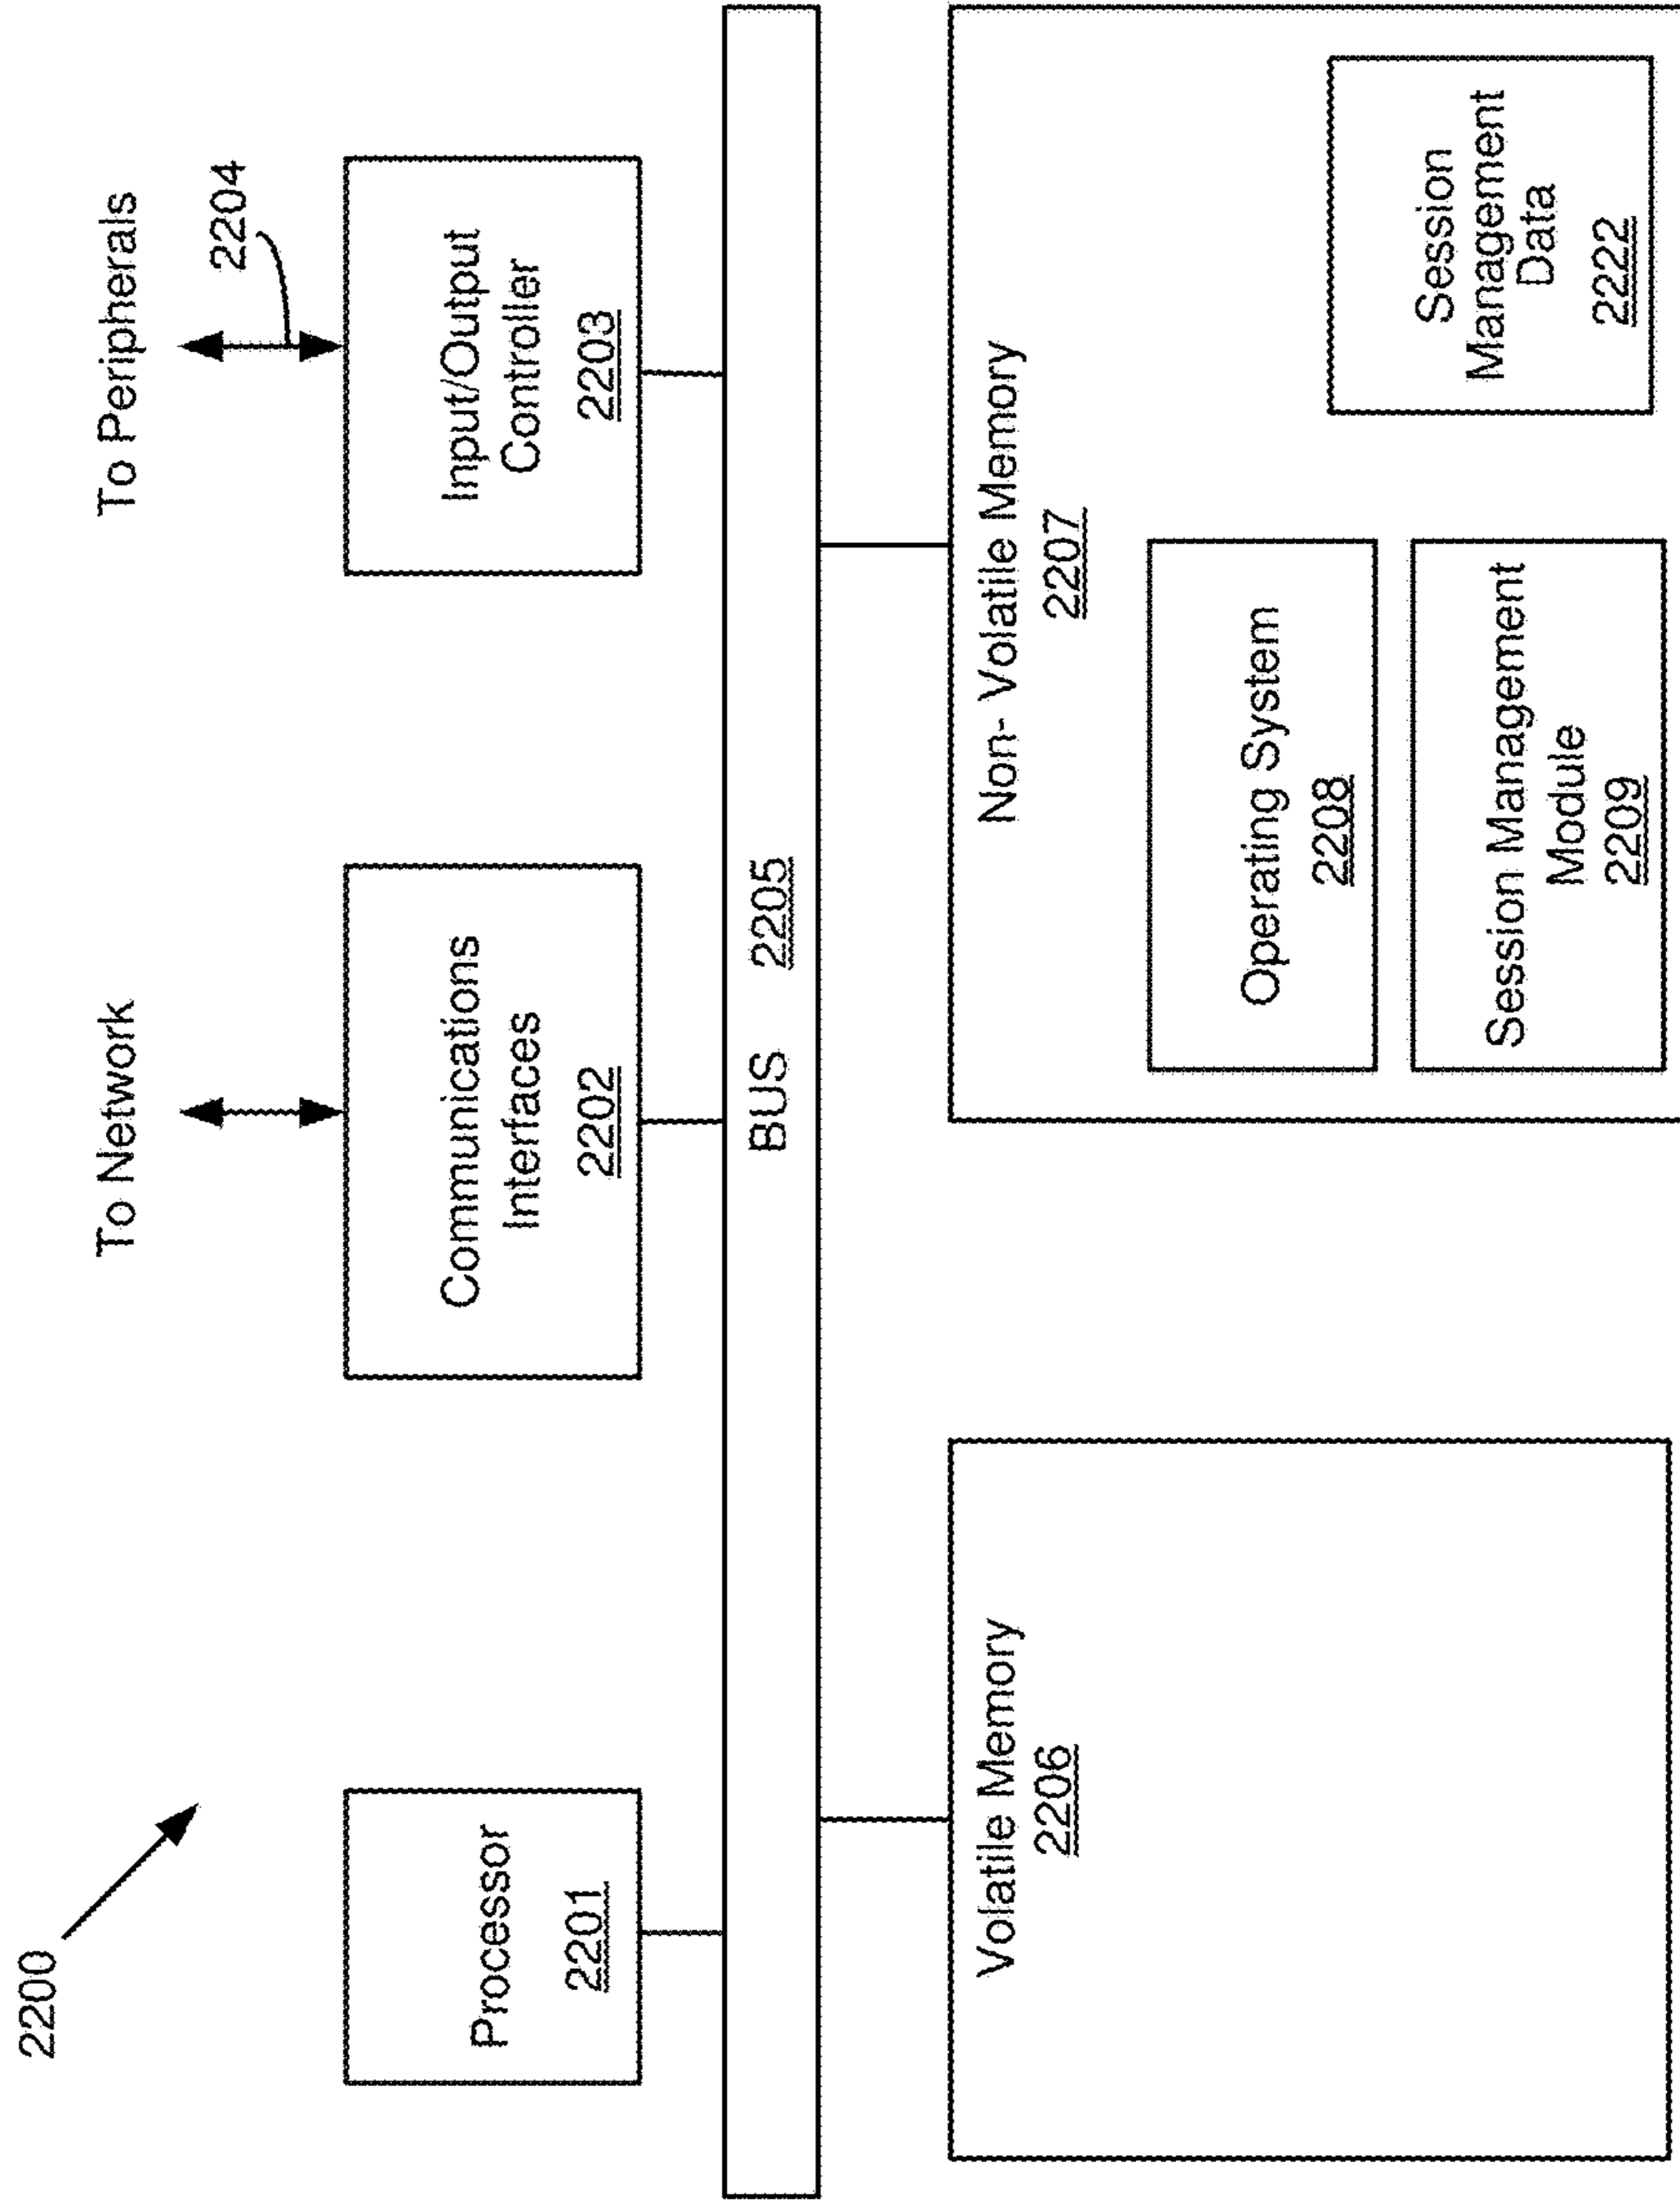 2200
To Network
To Peripherals
2204
Processor
2201
Communications
Interfaces
2202
Input/Output
Controller
2203
BUS 2205
Volatile Memory
2206
Non- Volatile Memory
2207
Operating System
2208
Session Management
Module
2209
Session
Management
Data
2222